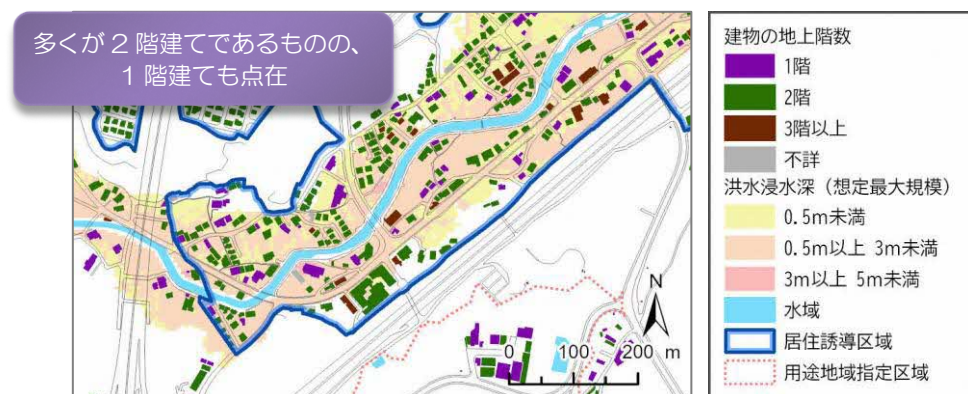 多くが2階建てであるものの、
1階建ても点在
N
0 100 200 m
建物の地上階数
1階
2階
3階以上
不詳
洪水浸水深（想定最大規模）
0.5m未満
0.5m以上 3m未満
3m以上 5m未満
水域
居住誘導区域
用途地域指定区域